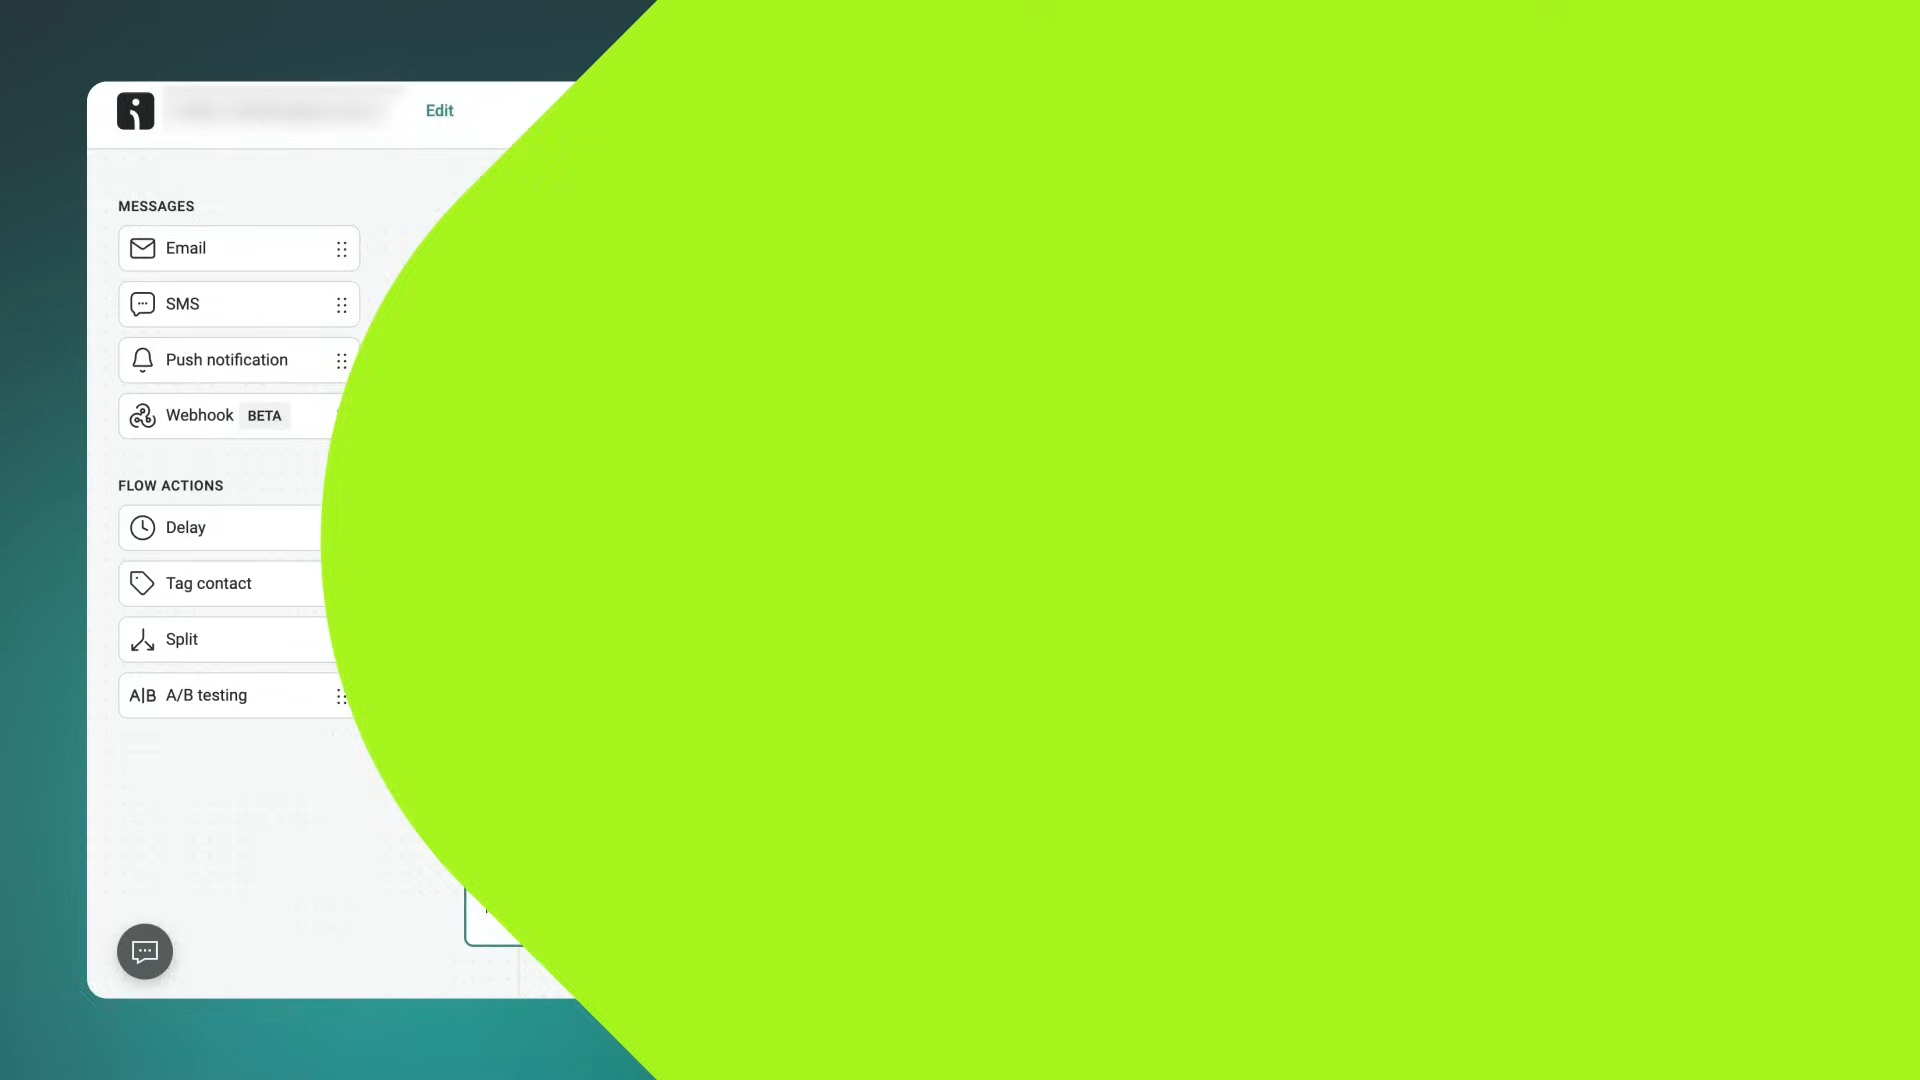 Edit
MESSAGES
Email
SMS
Push notification
Webhook BETA
FLOW ACTIONS
Delay
Tag contact
Split
A|B A/B testing